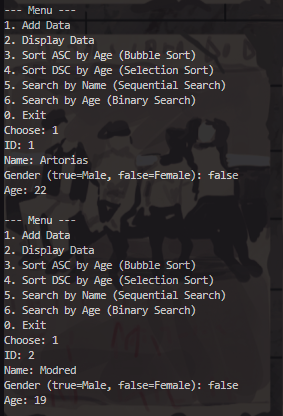 --- Menu ---
1. Add Data
2. Display Data
3. Sort ASC by Age (Bubble Sort)
4. Sort DSC by Age (Selection Sort)
5. Search by Name (Sequential Search)
6. Search by Age (Binary Search)
0. Exit
Choose: 1
ID: 1
Name: Artorias
Gender (true=Male, false=Female): false
Age: 22

--- Menu ---
1. Add Data
2. Display Data
3. Sort ASC by Age (Bubble Sort)
4. Sort DSC by Age (Selection Sort)
5. Search by Name (Sequential Search)
6. Search by Age (Binary Search)
0. Exit
Choose: 1
ID: 2
Name: Modred
Gender (true=Male, false=Female): false
Age: 19